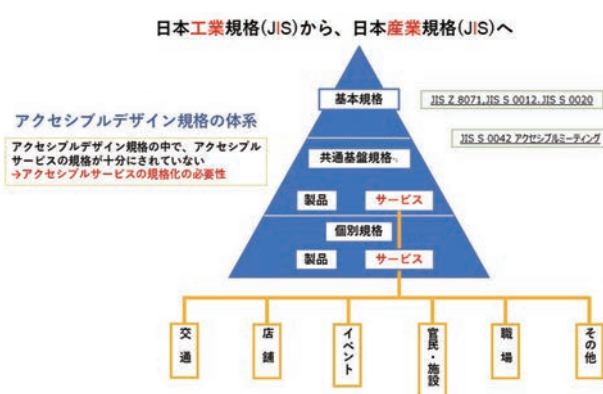 日本工業規格(JIS)から、日本産業規格(JIS)へ
基本規格
JIS Z 8071,JIS S 0012,JIS S 0020
アクセシブルデザイン規格の体系
JIS S 0042 アクセシブルミーティング
アクセシブルデザイン規格の中で、アクセシブル
サービスの規格が十分にされていない
→アクセシブルサービスの規格化の必要性
共通基盤規格
製品
サービス
個別規格
製品
サービス
交通
店舗
イベント
官民・施設
職場
その他